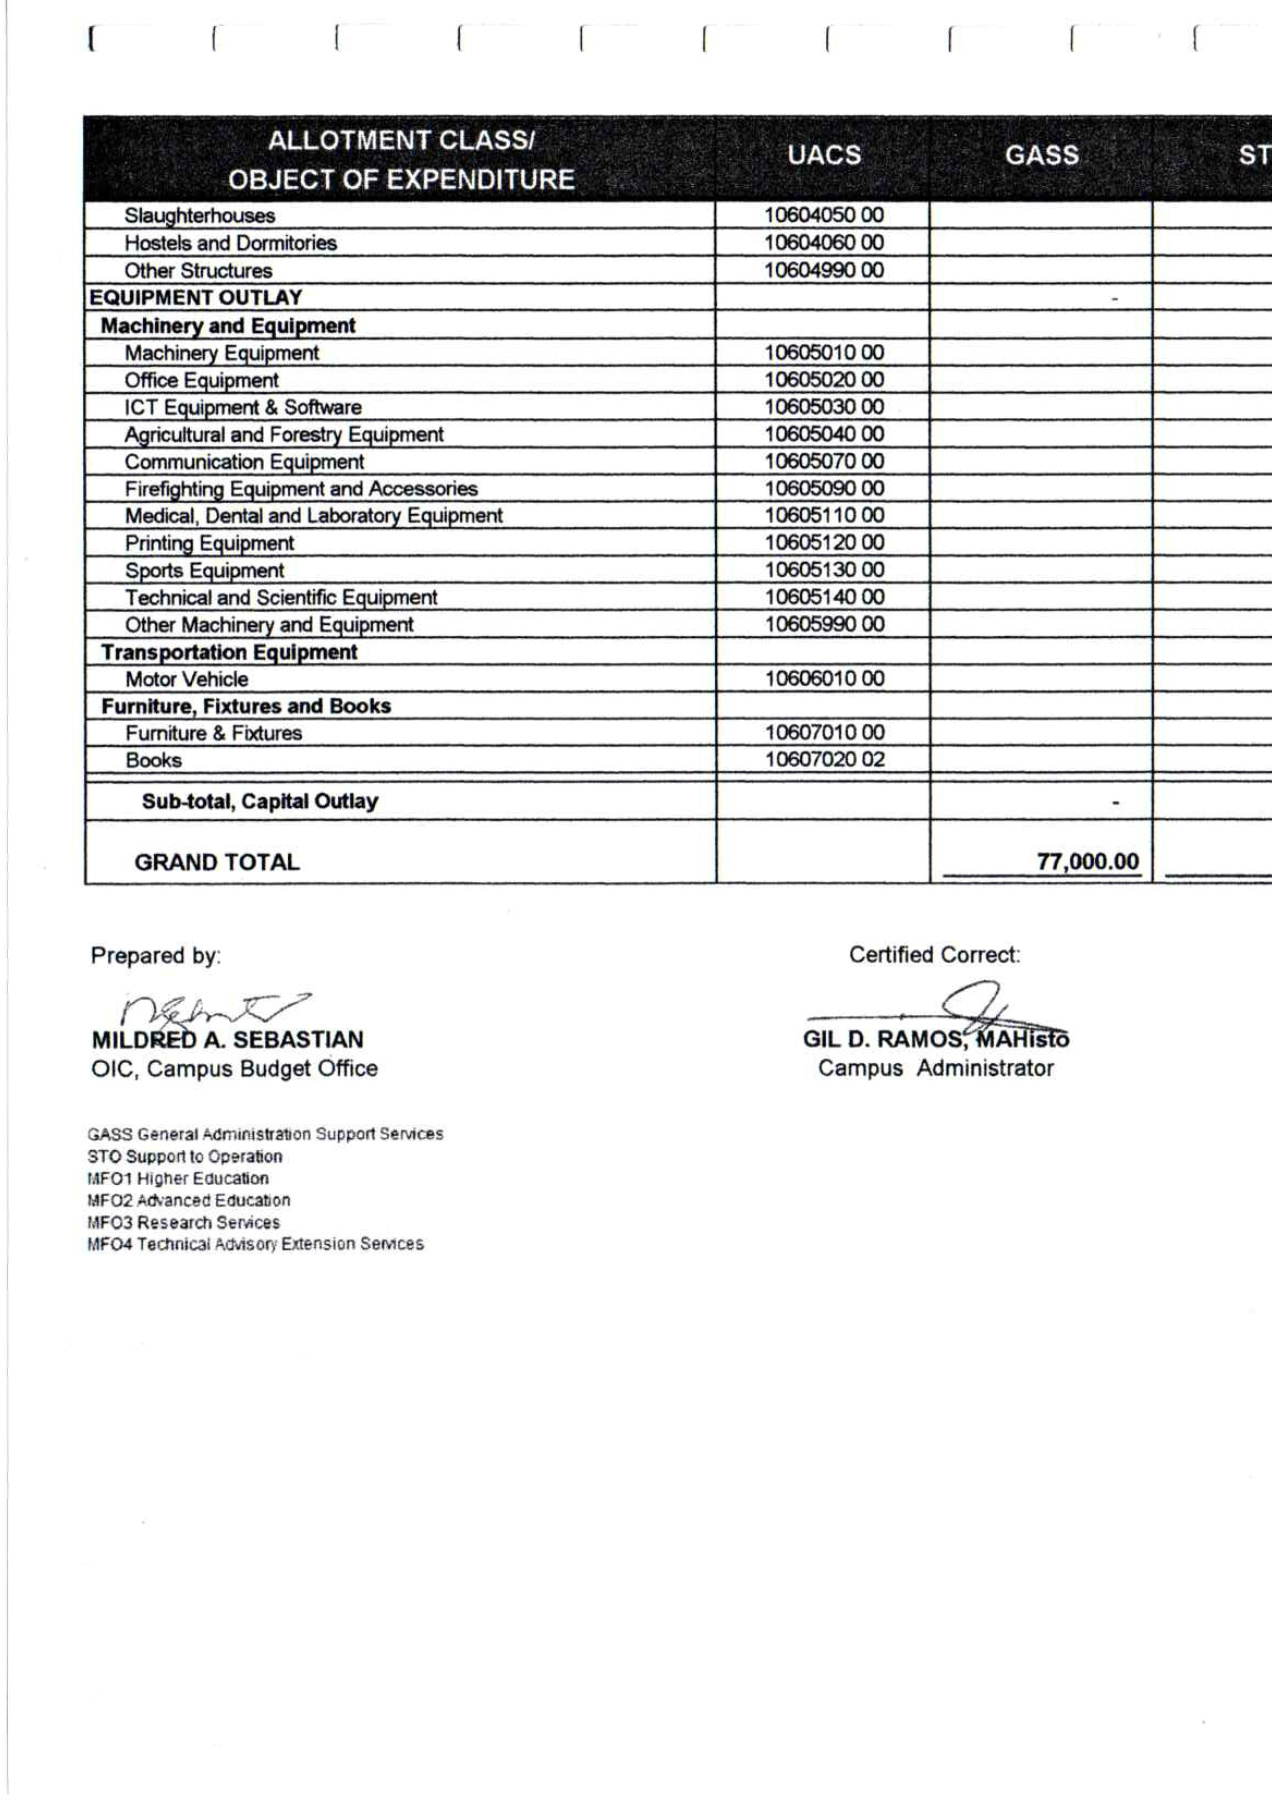 ALLOTMENT CLASS/
OBJECT OF EXPENDITURE UACS GASS ST
Slaughterhouses 10604050 00
Hostels and Dormitories 10604060 00
Other Structures 10604990 00
EQUIPMENT OUTLAY -
Machinery and Equipment
Machinery Equipment 10605010 00
Office Equipment 10605020 00
ICT Equipment & Software 10605030 00
Agricultural and Forestry Equipment 10605040 00
Communication Equipment 10605070 00
Firefighting Equipment and Accessories 10605090 00
Medical, Dental and Laboratory Equipment 10605110 00
Printing Equipment 10605120 00
Sports Equipment 10605130 00
Technical and Scientific Equipment 10605140 00
Other Machinery and Equipment 10605990 00
Transportation Equipment
Motor Vehicle 10606010 00
Furniture, Fixtures and Books
Furniture & Fixtures 10607010 00
Books 10607020 02
Sub-total, Capital Outlay -
GRAND TOTAL 77,000.00
Prepared by: Certified Correct:
MILDRED A. SEBASTIAN GIL D. RAMOS, MAHisto
OIC, Campus Budget Office Campus Administrator
GASS General Administration Support Services
STO Support to Operation
MFO1 Higher Education
MFO2 Advanced Education
MFO3 Research Services
MFO4 Technical Advisory Extension Services